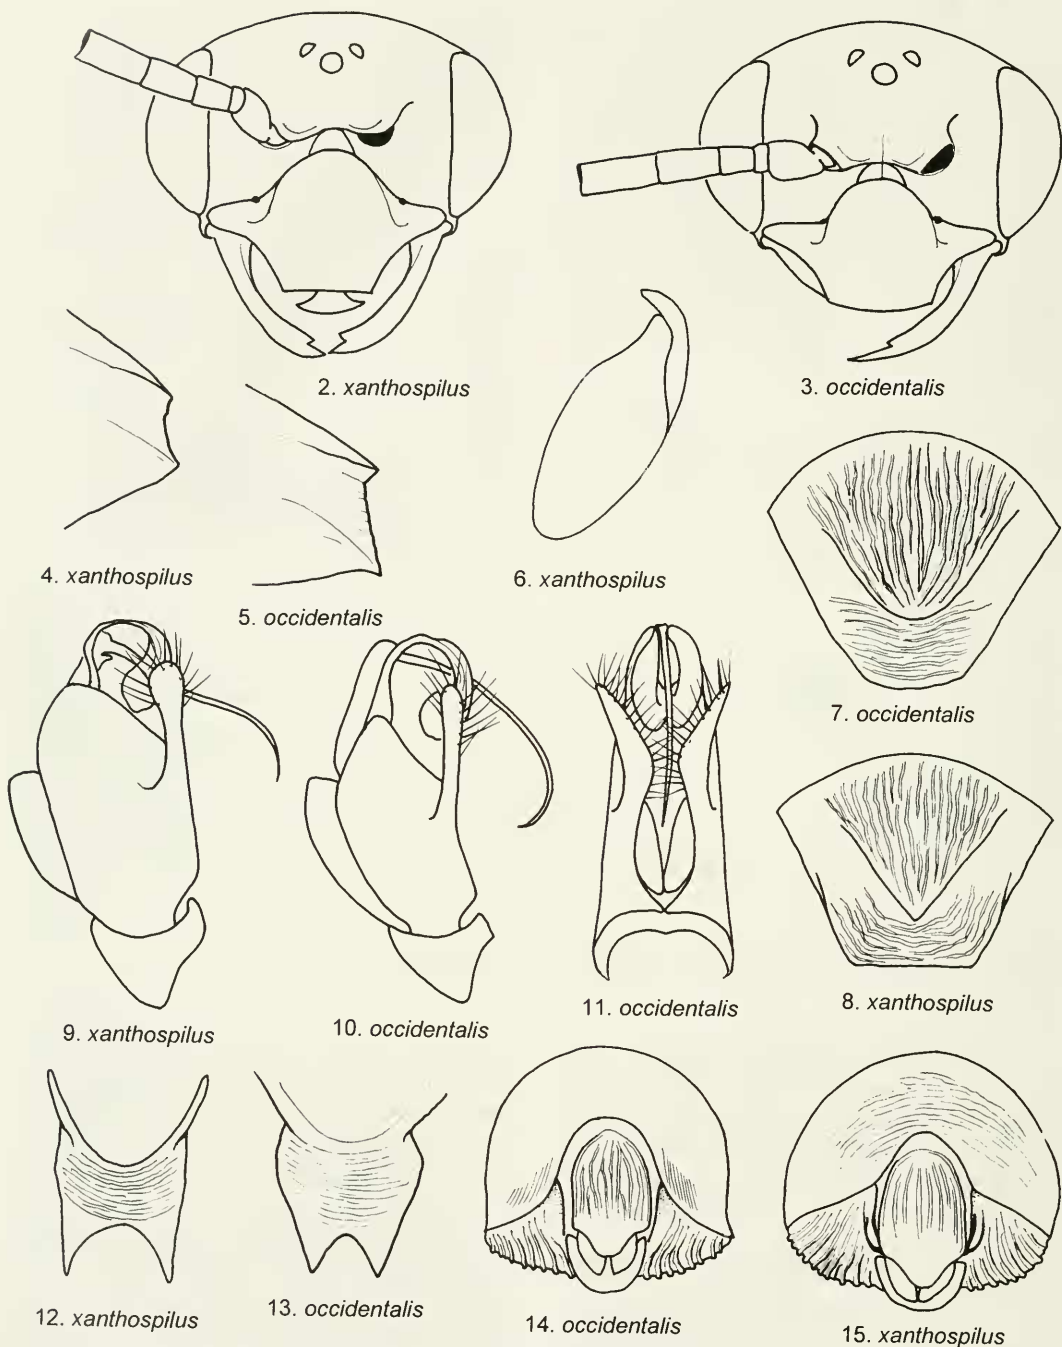 2. xanthospilus
3. occidentalis
4. xanthospilus
5. occidentalis
6. xanthospilus
7. occidentalis
8. xanthospilus
9. xanthospilus
10. occidentalis
11. occidentalis
12. xanthospilus
13. occidentalis
14. occidentalis
15. xanthospilus